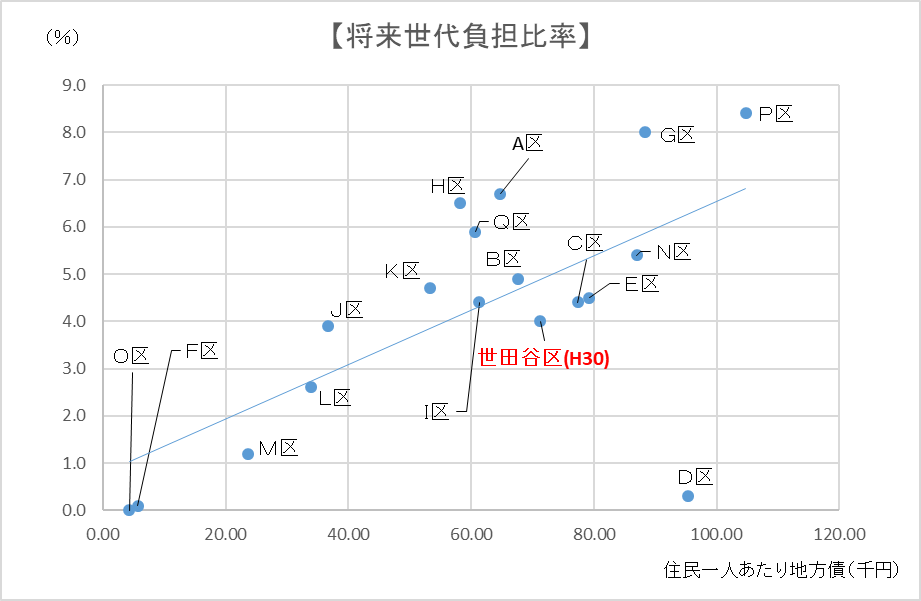 【将来世代負担比率】
(%)
9.0
8.0
7.0
6.0
5.0
4.0
3.0
2.0
1.0
0.0
P区
G区
A区
H区
Q区
C区
N区
B区
K区
E区
J区
O区
F区
世田谷区(H30)
L区
I区
M区
D区
0.00 20.00 40.00 60.00 80.00 100.00 120.00
住民一人あたり地方債(千円)